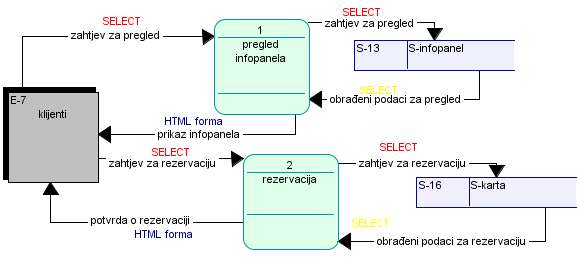 SELECT
zahtjev za pregled
1
pregled
infopanela
SELECT
zahtjev za pregled
S-13
S-infopanel
SELECT
obrađeni podaci za pregled
E-7
klijenti
HTML forma
prikaz infopanela
SELECT
zahtjev za rezervaciju
2
rezervacija
SELECT
zahtjev za rezervaciju
S-16
S-karta
potvrda o rezervaciji
HTML forma
SELECT
obrađeni podaci za rezervaciju